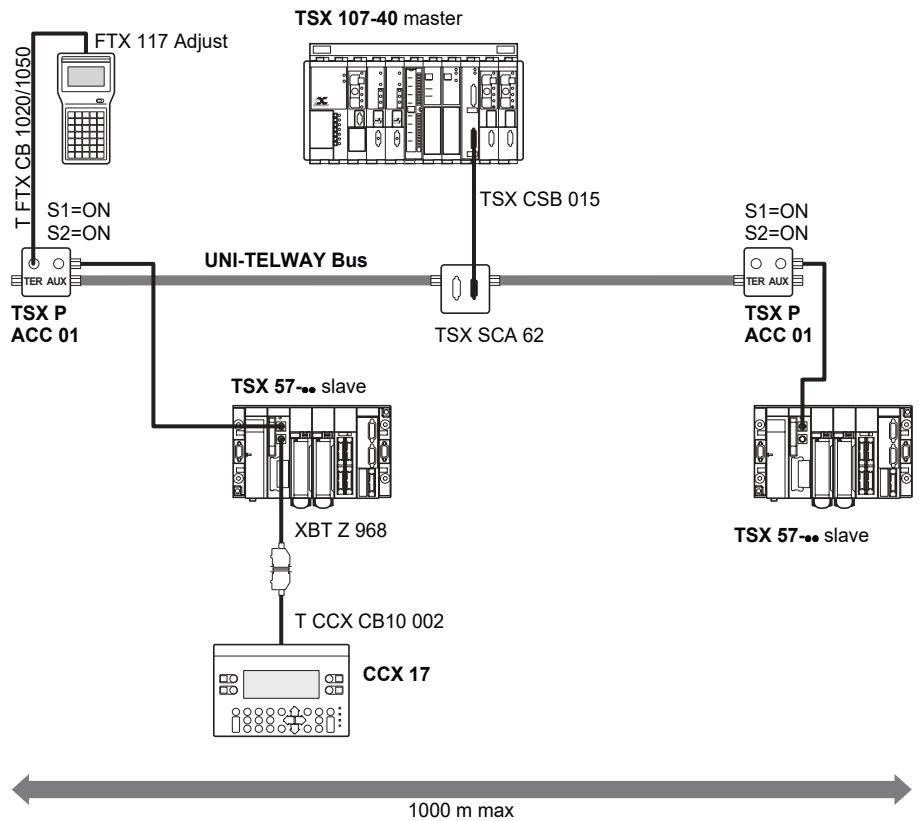 TSX 107-40 master
FTX 117 Adjust
T FTX CB 1020/1050
TSX CSB 015
S1=ON
S2=ON
S1=ON
S2=ON
UNI-TELWAY Bus
TER AUX
TER AUX
TSX P
ACC 01
TSX SCA 62
TSX P
ACC 01
TSX 57-•• slave
XBT Z 968
TSX 57-•• slave
T CCX CB10 002
CCX 17
1000 m max